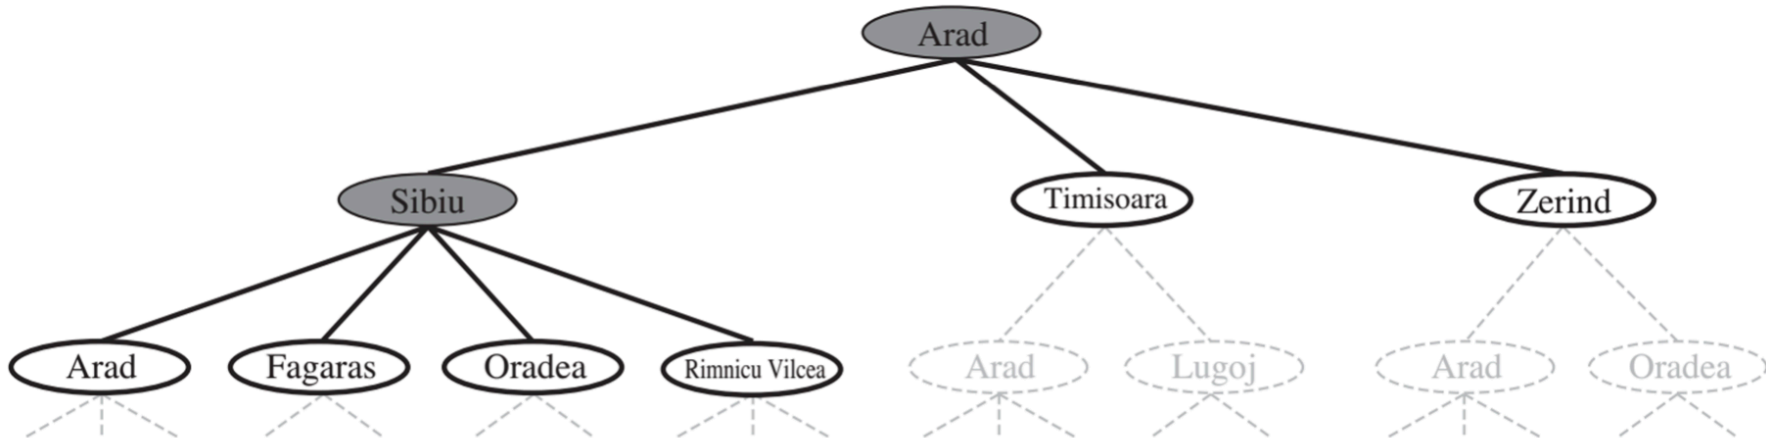 Arad
Sibiu
Timisoara
Zerind
Arad
Fagaras
Oradea
Rimnicu Vilcea
Arad
Lugoj
Arad
Oradea